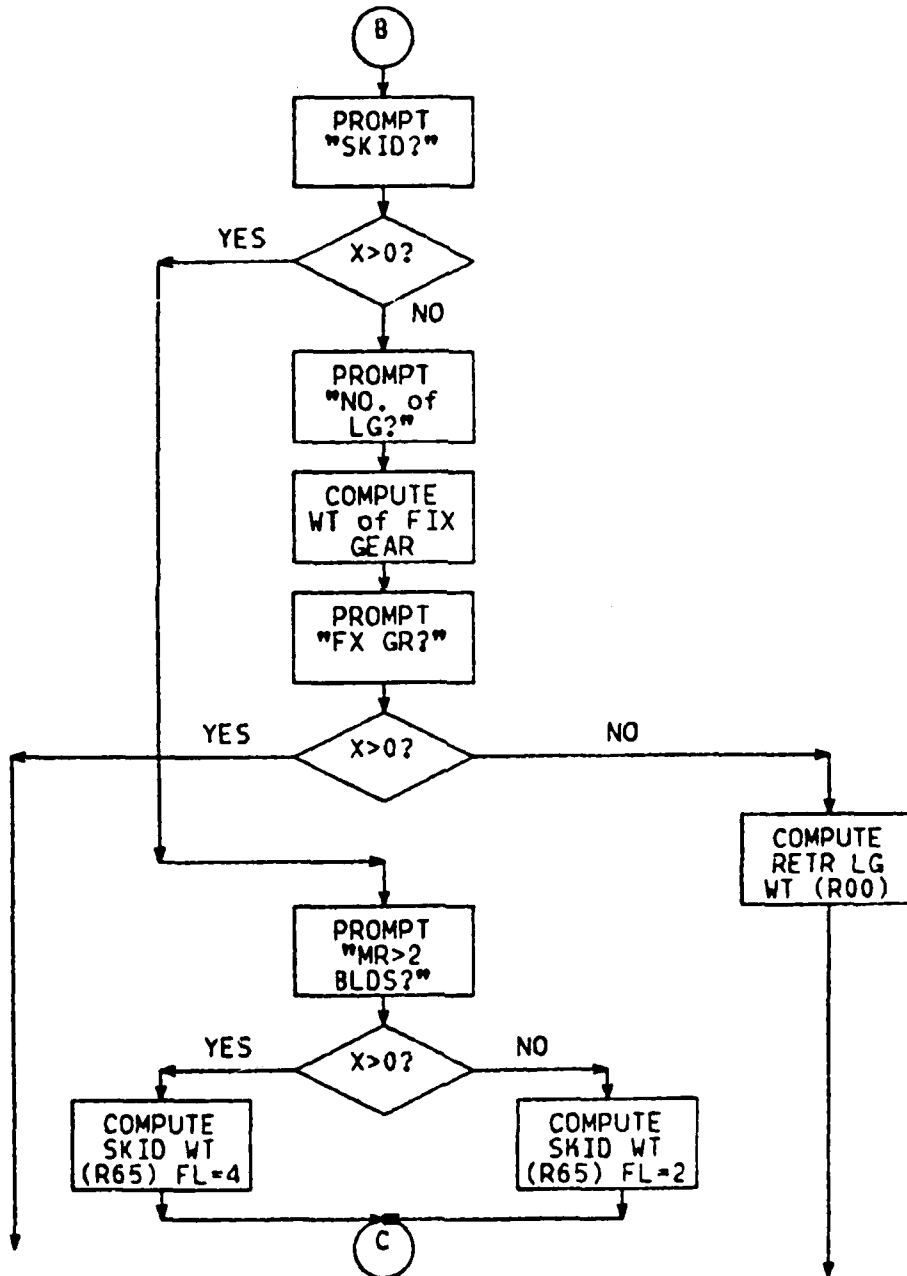 B
PROMPT
"SKID?"
YES
X>0?
NO
PROMPT
"NO. of
LG?"
COMPUTE
WT of FIX
GEAR
PROMPT
"FX GR?"
YES
X>0?
NO
COMPUTE
RETR LG
WT (R00)
PROMPT
"MR>2
BLDS?"
YES
X>0?
NO
COMPUTE
SKID WT
(R65) FL=4
COMPUTE
SKID WT
(R65) FL=2
C